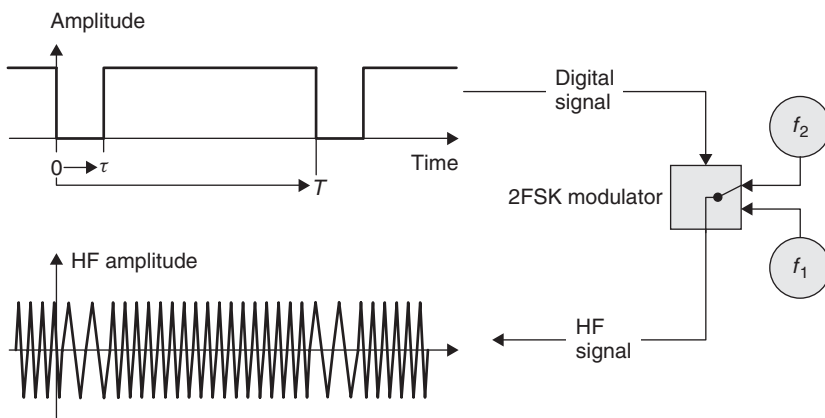 Amplitude
0
τ
T
Time
HF amplitude
Digital
signal
2FSK modulator
f2
f1
HF
signal